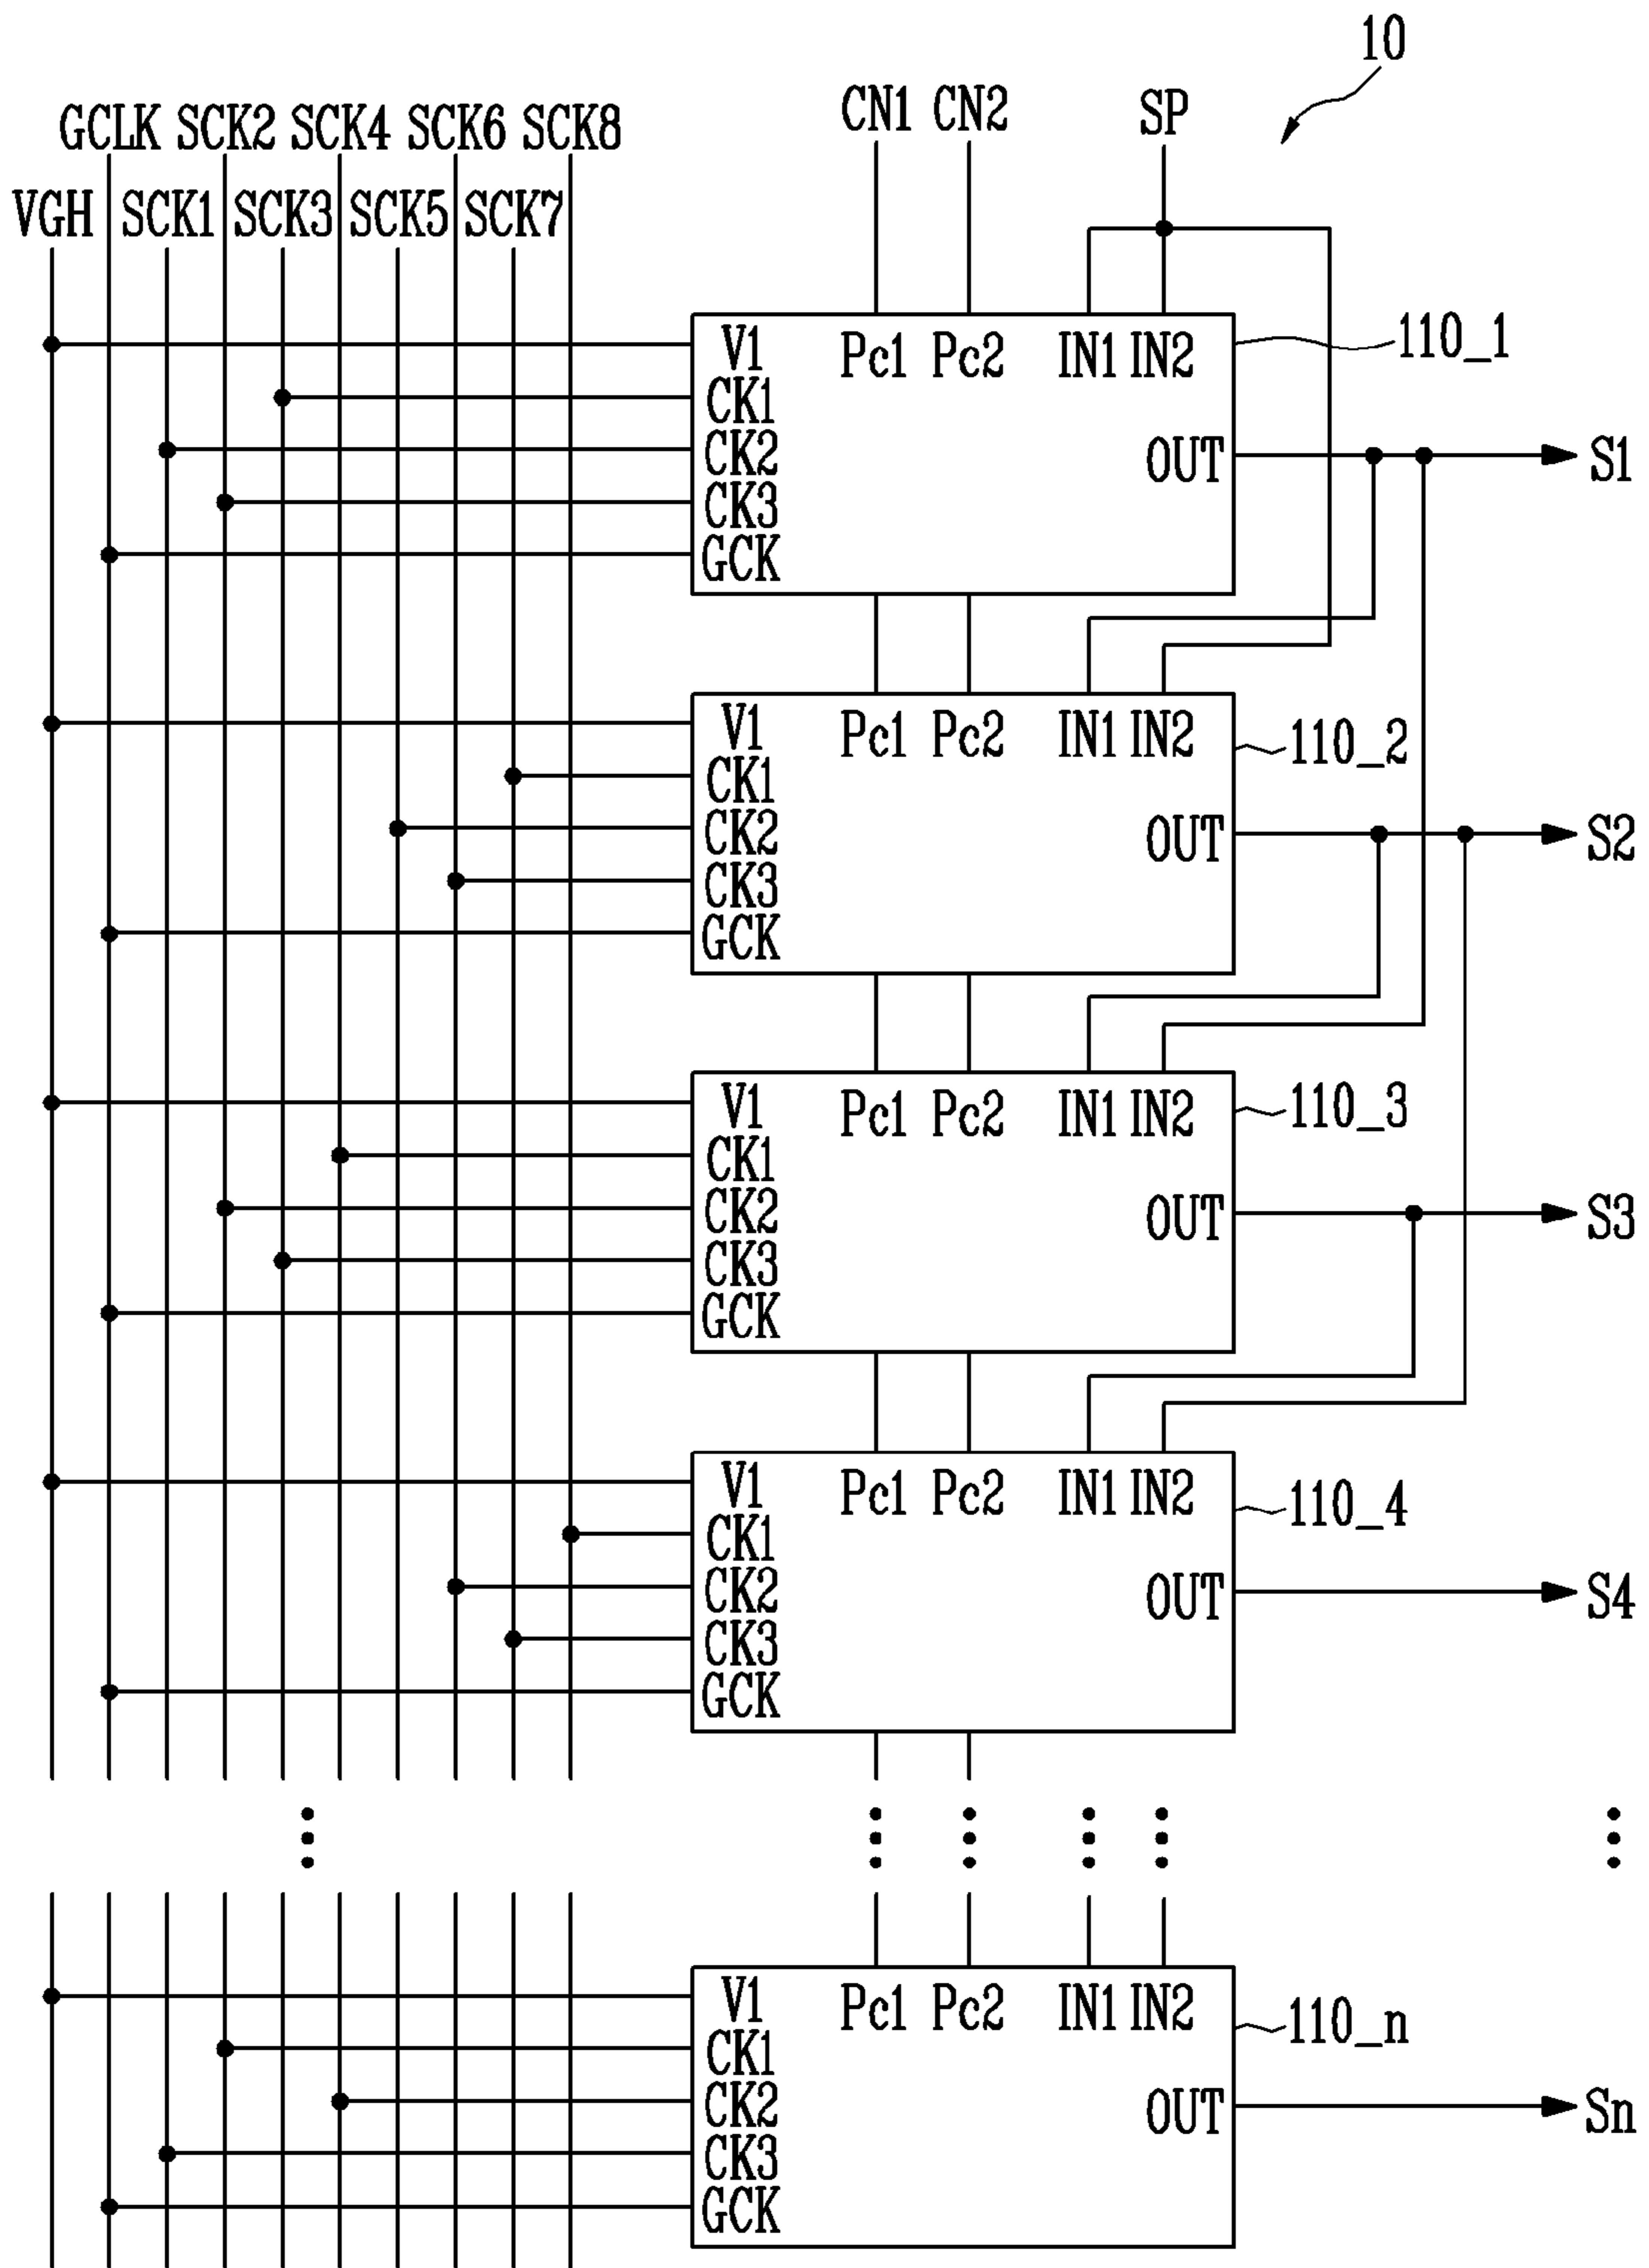 10
CN1 CN2 SP
GCLK SCK2 SCK4 SCK6 SCK8
VGH SCK1 SCK3 SCK5 SCK7
V1 Pc1 Pc2 IN1 IN2 110_1
CK1
CK2 OUT S1
CK3
GCK
V1 Pc1 Pc2 IN1 IN2 110_2
CK1
CK2 OUT S2
CK3
GCK
V1 Pc1 Pc2 IN1 IN2 110_3
CK1
CK2 OUT S3
CK3
GCK
V1 Pc1 Pc2 IN1 IN2 110_4
CK1
CK2 OUT S4
CK3
GCK
V1 Pc1 Pc2 IN1 IN2 110_n
CK1
CK2 OUT Sn
CK3
GCK